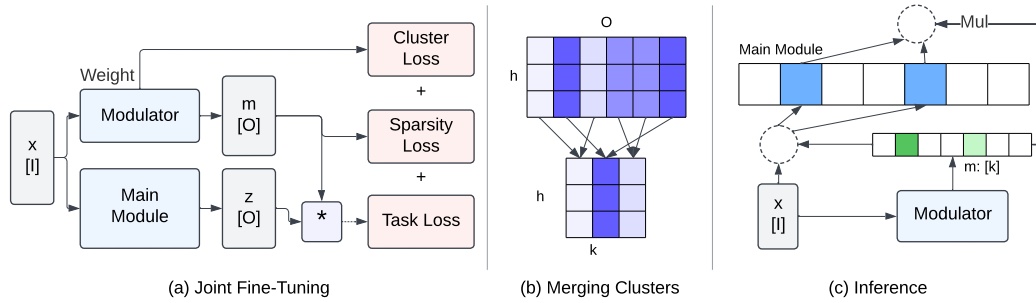 x
[I]
Weight
Modulator
Main
Module
m
[O]
z
[O]
*
Cluster
Loss
+
Sparsity
Loss
+
Task Loss
(a) Joint Fine-Tuning
O
h
h
k
(b) Merging Clusters
Mul
Main Module
m: [k]
x
[I]
Modulator
(c) Inference